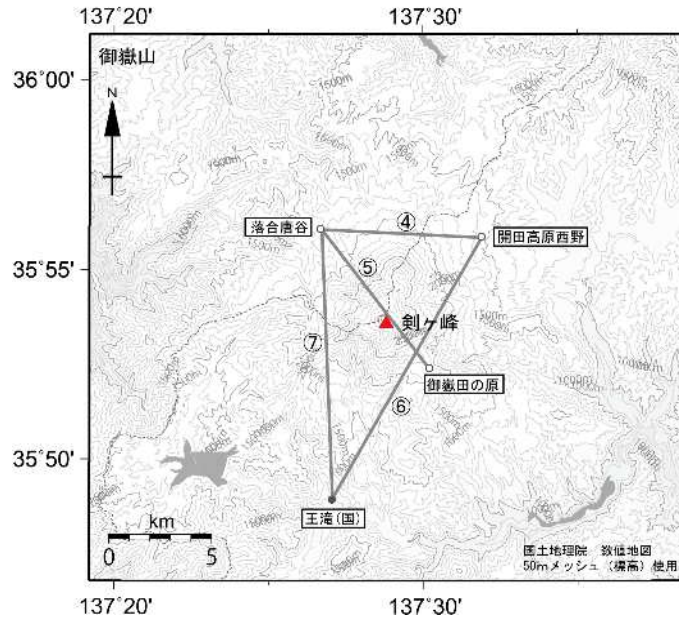 137°20'
137°30'
御嶽山
36°00'
N
1500m
落合唐谷
④
開田高原西野
⑤
35°55'
剣ヶ峰
⑦
御嶽田の原
⑥
35°50'
王滝(国)
km
0
5
国土地理院 数値地図
50mメッシュ(標高)使用
137°20'
137°30'